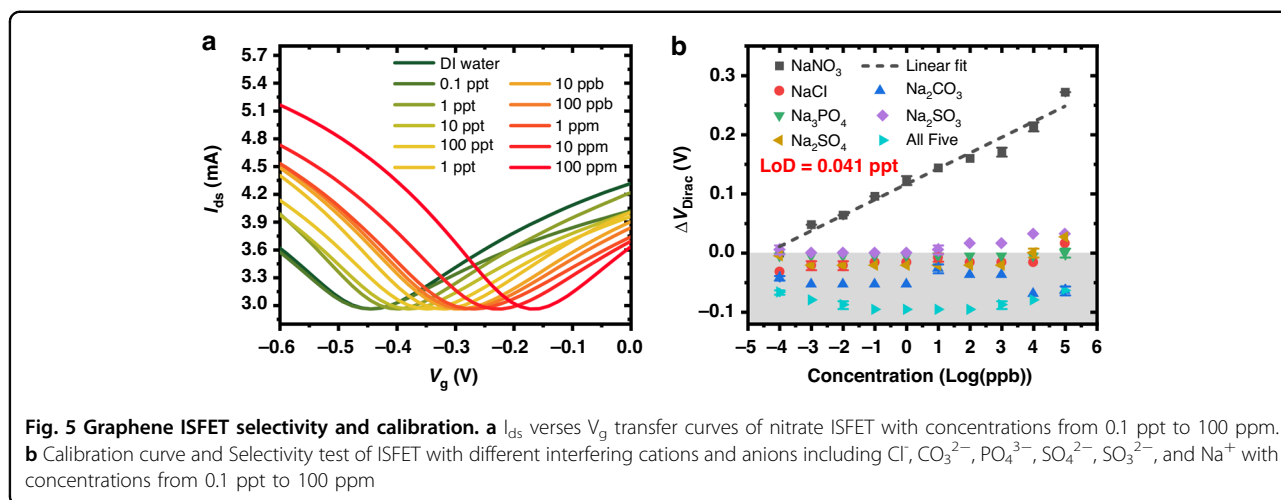 a
5.7
5.4
5.1
4.8
4.5
4.2
3.9
3.6
3.3
3.0
I_ds (mA)
DI water
0.1 ppt
1 ppt
10 ppt
100 ppt
1 ppt
10 ppb
100 ppb
1 ppm
10 ppm
100 ppm
–0.6 –0.5 –0.4 –0.3 –0.2 –0.1 0.0
V_g (V)
b
0.3
0.2
0.1
0.0
–0.1
ΔV_Dirac (V)
NaNO₃
NaCl
Na₃PO₄
Na₂SO₄
Linear fit
Na₂CO₃
Na₂SO₃
All Five
LoD = 0.041 ppt
–5 –4 –3 –2 –1 0 1 2 3 4 5 6
Concentration (Log(ppb))
Fig. 5 Graphene ISFET selectivity and calibration. a I_ds verses V_g transfer curves of nitrate ISFET with concentrations from 0.1 ppt to 100 ppm.
b Calibration curve and Selectivity test of ISFET with different interfering cations and anions including Cl⁻, CO₃²⁻, PO₄³⁻, SO₄²⁻, SO₃²⁻, and Na⁺ with
concentrations from 0.1 ppt to 100 ppm